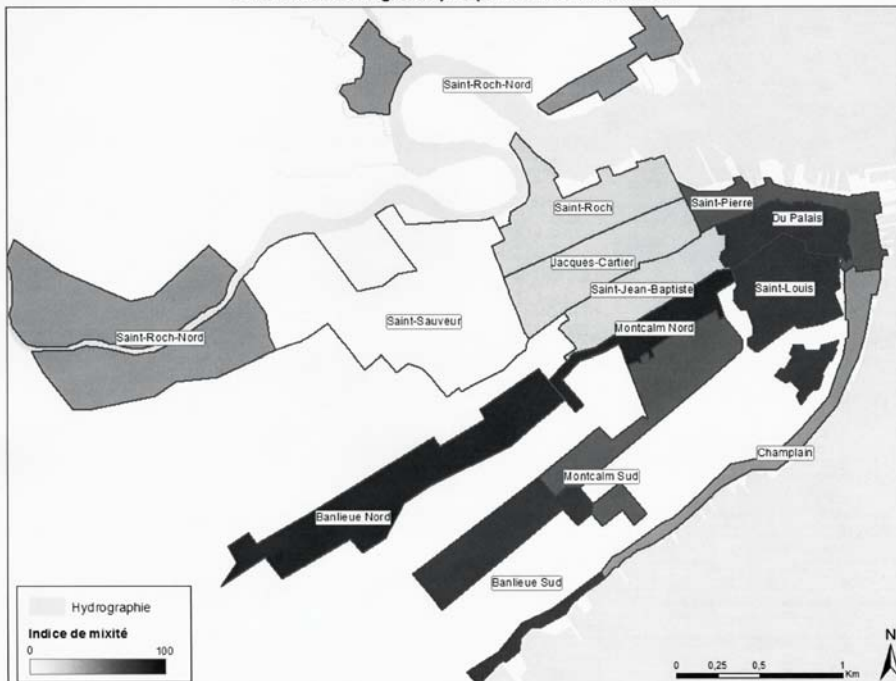 Saint-Roch-Nord
Saint-Roch
Saint-Pierre
Du Palais
Jacques-Cartier
Saint-Jean-Baptiste
Saint-Louis
Saint-Sauveur
Montcalm Nord
Saint-Roch-Nord
Champlain
Montcalm Sud
Banlieue Nord
Banlieue Sud
Hydrographie
Indice de mixité
0 100
N
0 0,25 0,5 1
Km